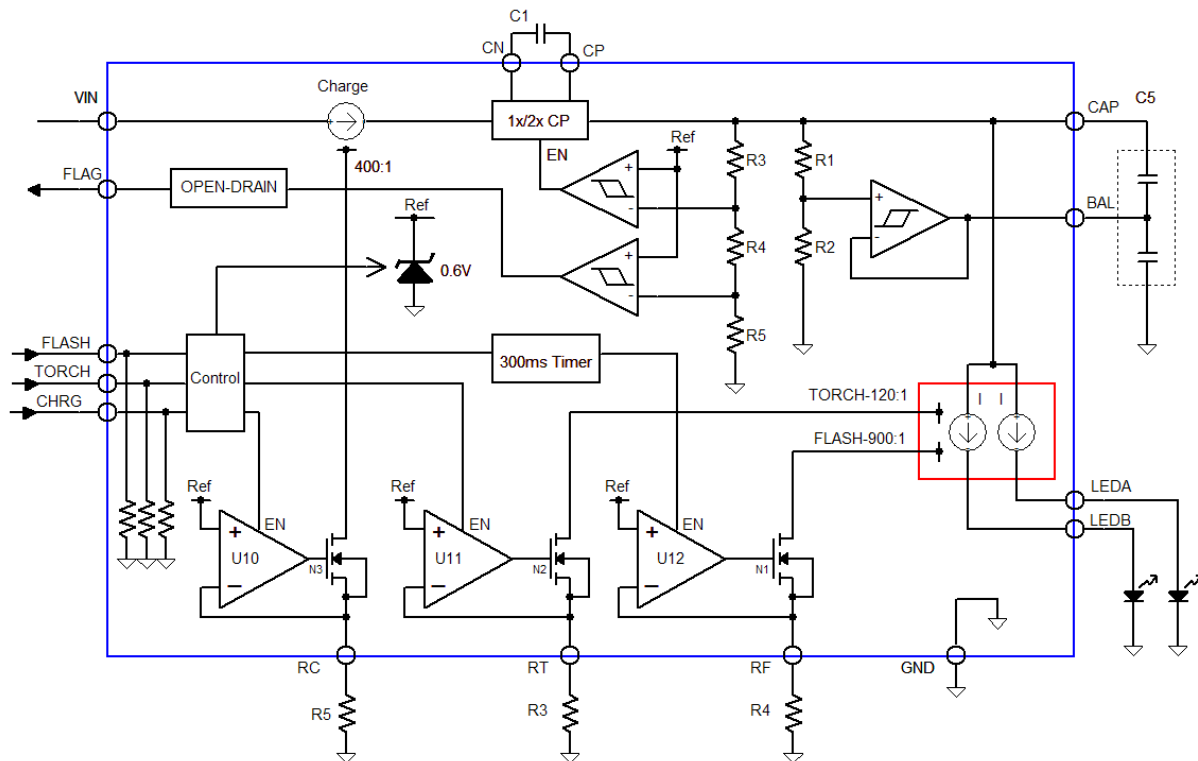 C1
CN
CP
Charge
VIN
1x/2x CP
CAP
C5
EN
Ref
400:1
R3
R1
FLAG
OPEN-DRAIN
+
-
Ref
0.6V
R4
R2
+
-
BAL
+
-
R5
FLASH
TORCH
CHRG
Control
300ms Timer
TORCH-120:1
I
I
FLASH-900:1
Ref
Ref
Ref
LEDA
LEDB
+
EN
U10
−
N3
+
EN
U11
−
N2
+
EN
U12
−
N1
RC
RT
RF
GND
R5
R3
R4